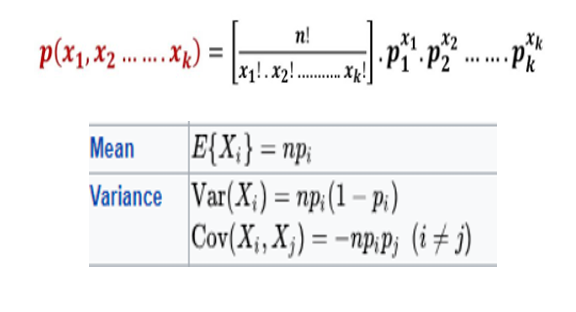 p(x₁,x₂ ... ....xₖ) = [n! / x₁!.x₂!...........xₖ!].p₁^x₁.p₂^x₂ ... ....pₖ^xₖ
Mean E{Xᵢ} = npᵢ
Variance Var(Xᵢ) = npᵢ(1 − pᵢ)
Cov(Xᵢ, Xⱼ) = −npᵢpⱼ (i ≠ j)